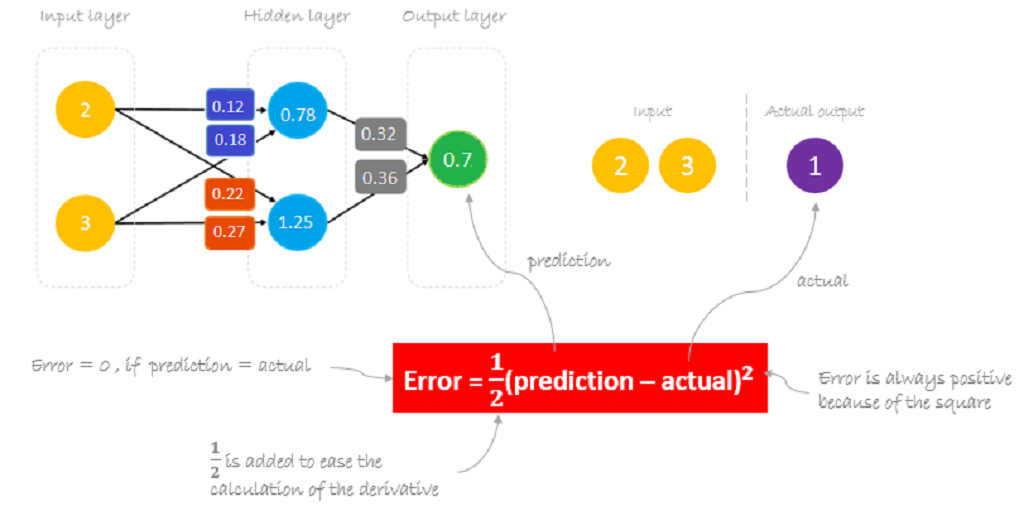 Input layer
Hidden layer
Output layer
2
0.12
0.78
0.18
0.32
0.7
0.36
0.22
3
1.25
0.27
Input
Actual output
2
3
1
prediction
actual
Error = 0, if prediction = actual
Error = 1/2(prediction – actual)²
Error is always positive
because of the square
1/2 is added to ease the
calculation of the derivative